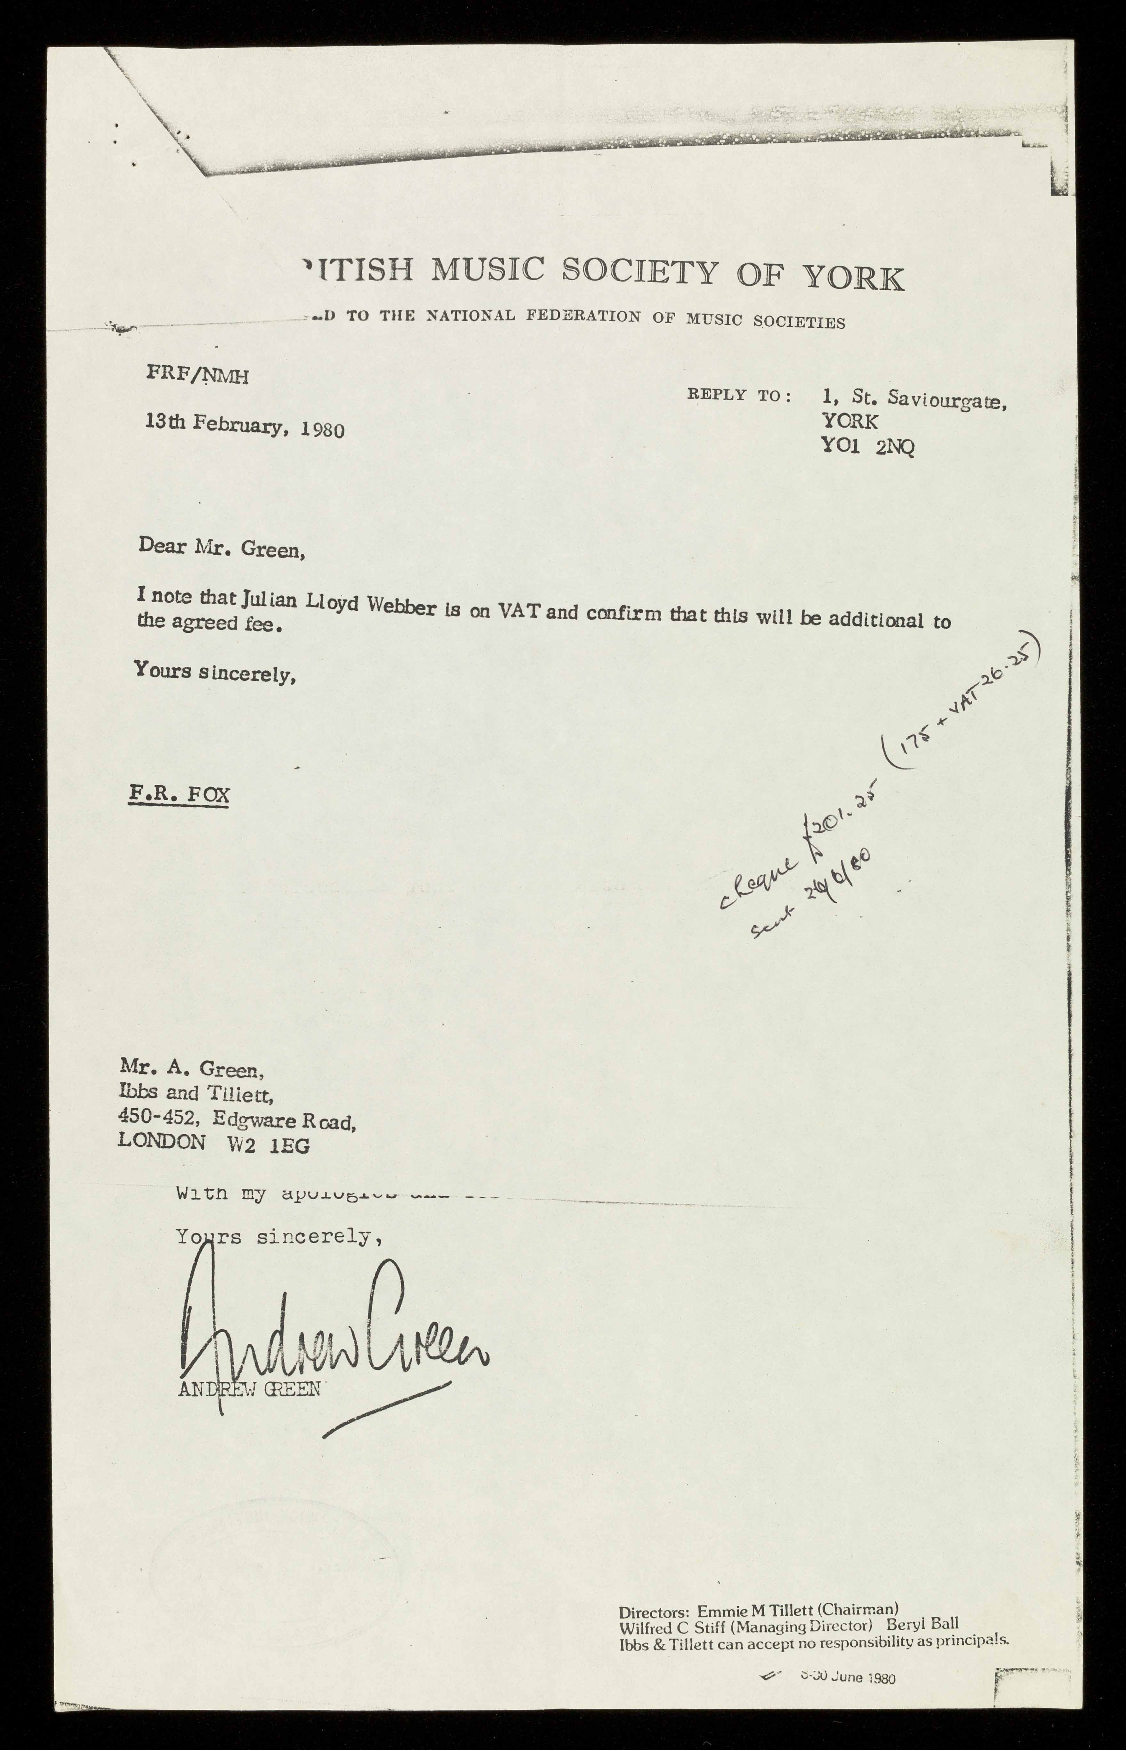 ITISH MUSIC SOCIETY OF YORK
D TO THE NATIONAL FEDERATION OF MUSIC SOCIETIES
FRF/NMH
13th February, 1980
REPLY TO: 1, St. Saviourgate,
YORK
YO1 2NQ
Dear Mr. Green,
I note that Julian Lloyd Webber is on VAT and confirm that this will be additional to
the agreed fee.
Yours sincerely,
F.R. FOX
cheque £201.25 (175 + VAT 26.25)
sent 26/6/80
Mr. A. Green,
Ibbs and Tillett,
450-452, Edgware Road,
LONDON W2 1EG
With my apologies
Yours sincerely,
Andrew Green
ANDREW GREEN
Directors: Emmie M Tillett (Chairman)
Wilfred C Stiff (Managing Director) Beryl Ball
Ibbs & Tillett can accept no responsibility as principals.
June 1980